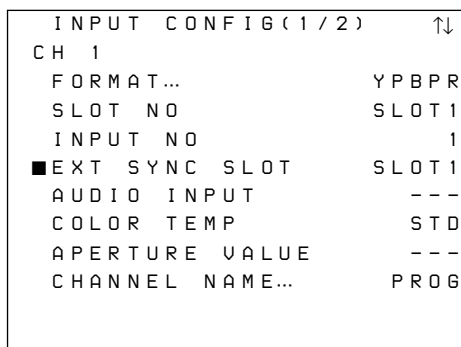 INPUT CONFIG(1/2) ↑↓
CH 1
FORMAT… YPBPR
SLOT NO SLOT1
INPUT NO 1
■EXT SYNC SLOT SLOT1
AUDIO INPUT ---
COLOR TEMP STD
APERTURE VALUE ---
CHANNEL NAME… PROG